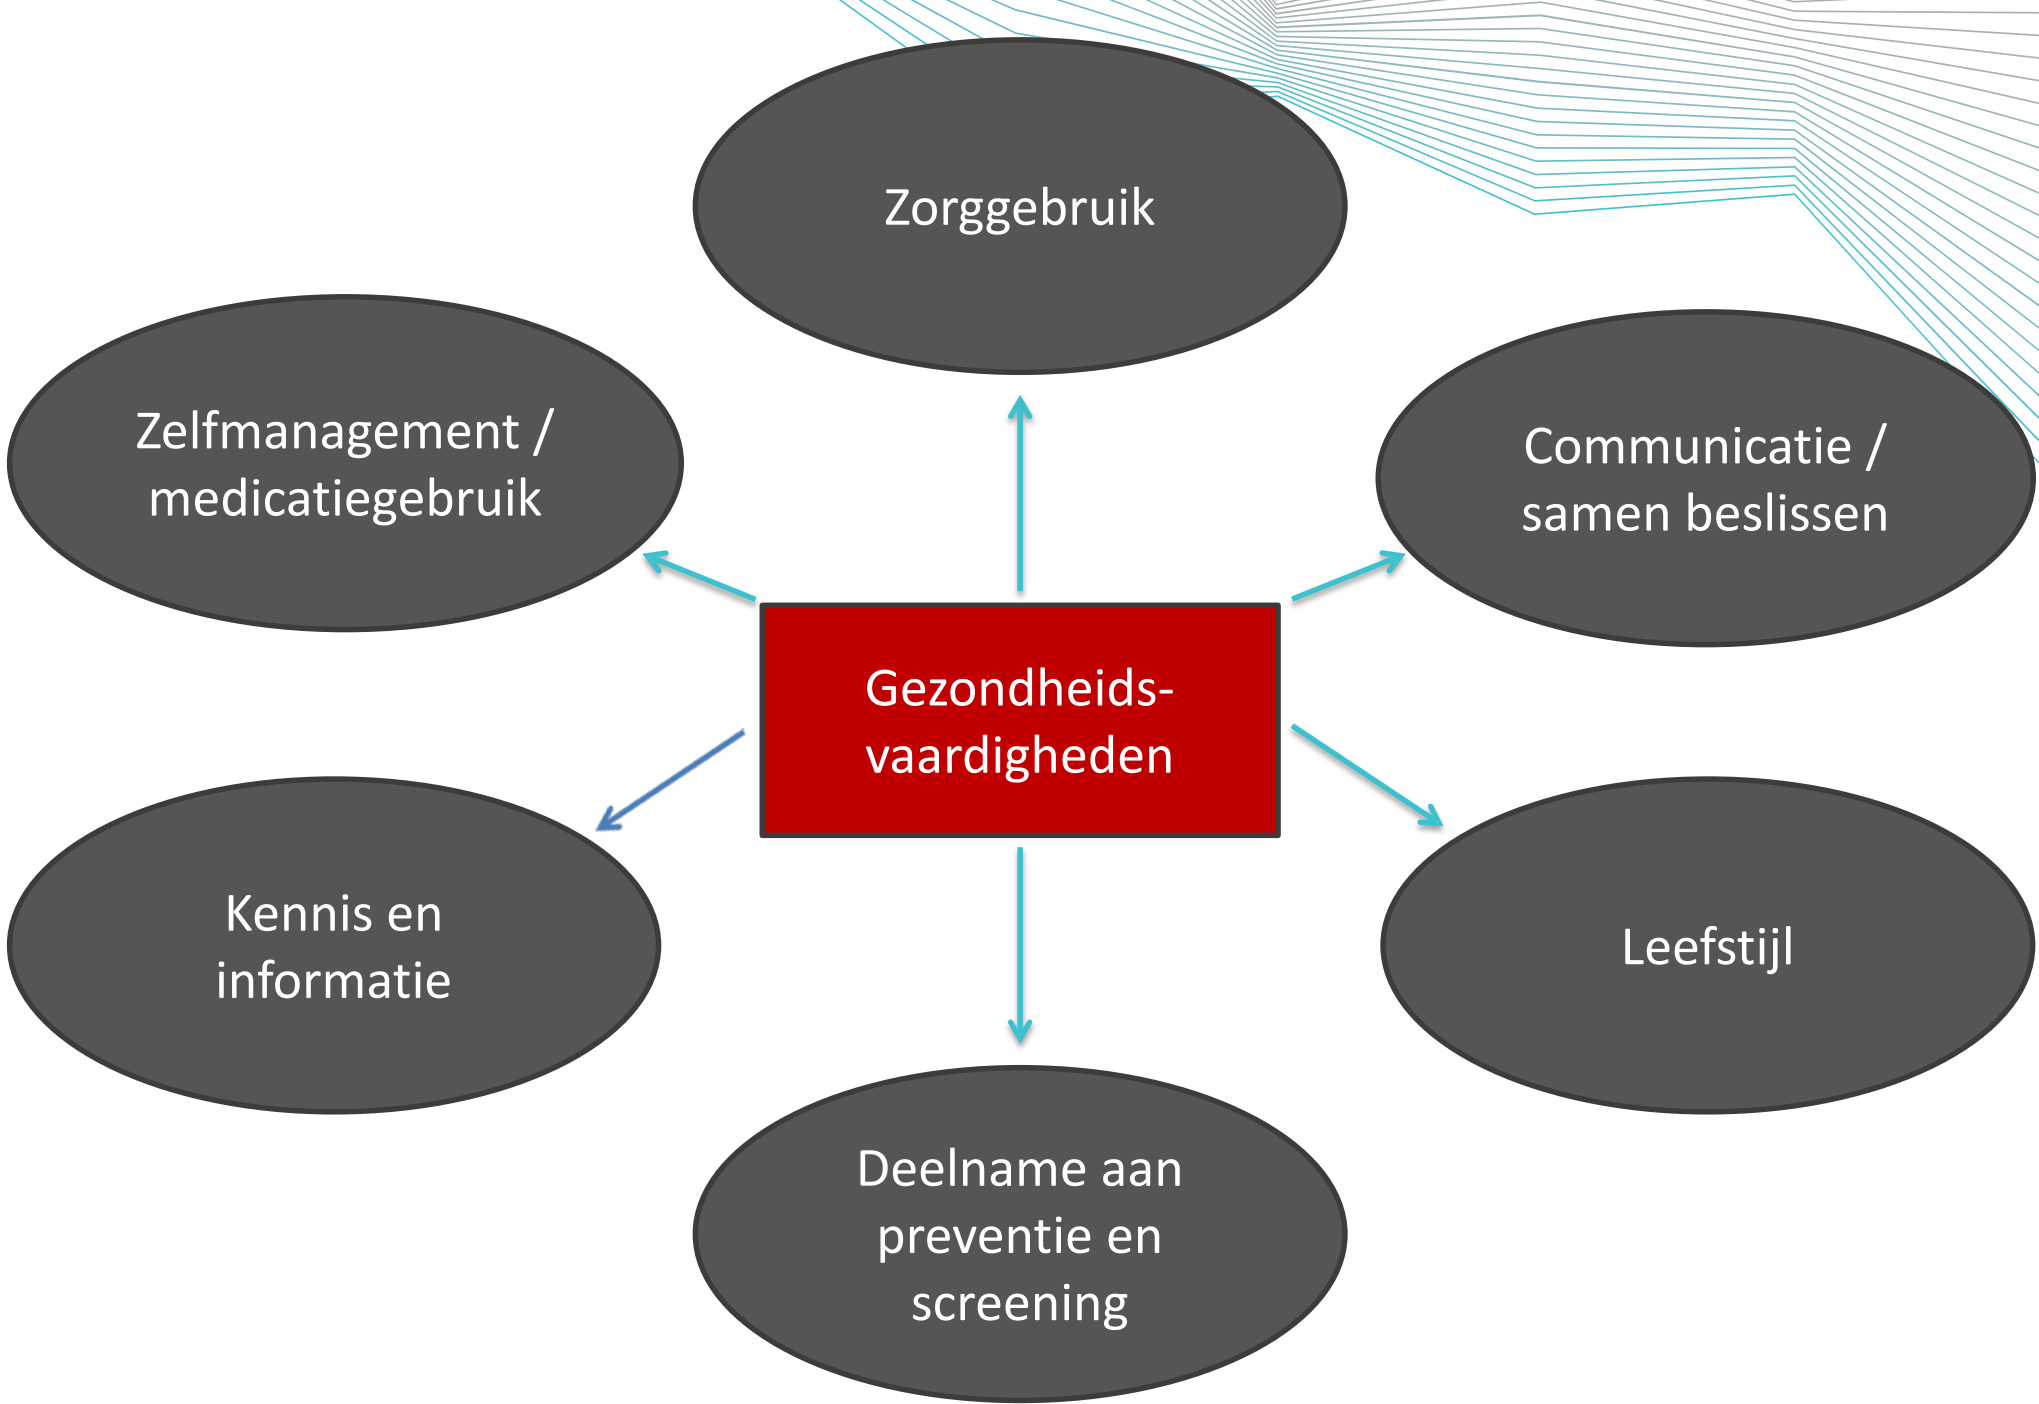 Zorggebruik
Zelfmanagement /
medicatiegebruik
Communicatie /
samen beslissen
Gezondheids-
vaardigheden
Kennis en
informatie
Leefstijl
Deelname aan
preventie en
screening